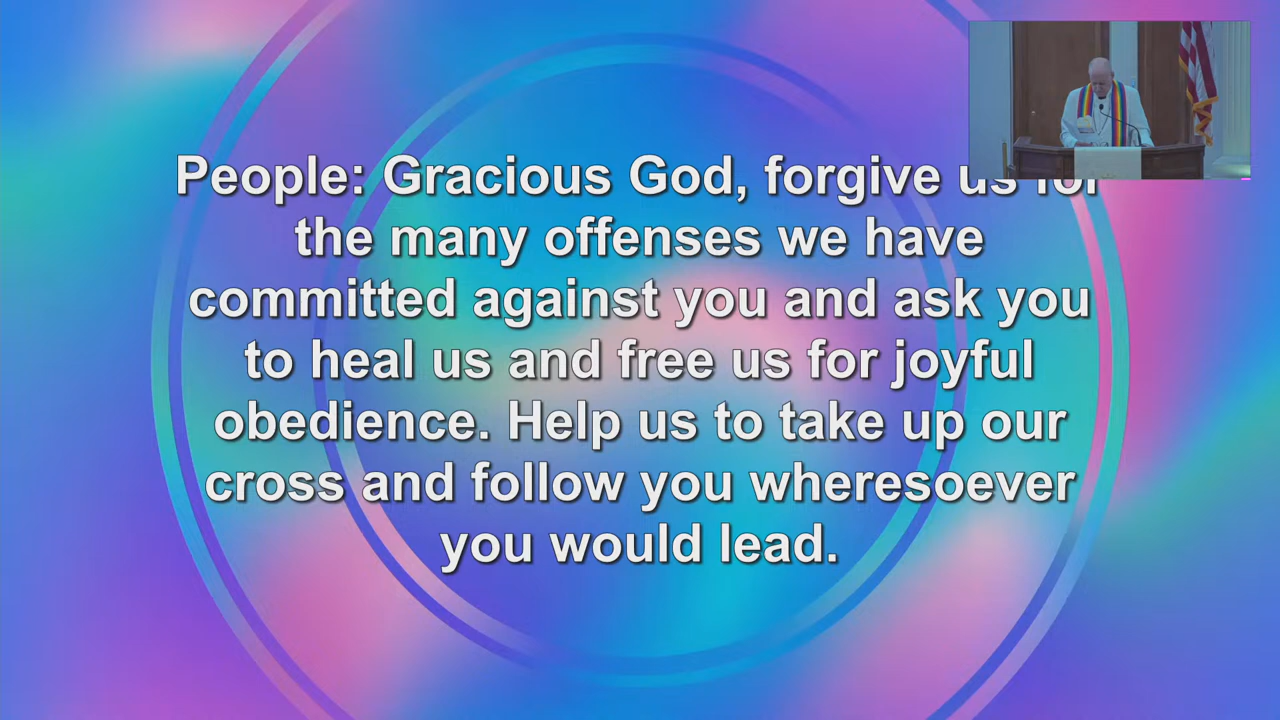 People: Gracious God, forgive us for
the many offenses we have
committed against you and ask you
to heal us and free us for joyful
obedience. Help us to take up our
cross and follow you wheresoever
you would lead.